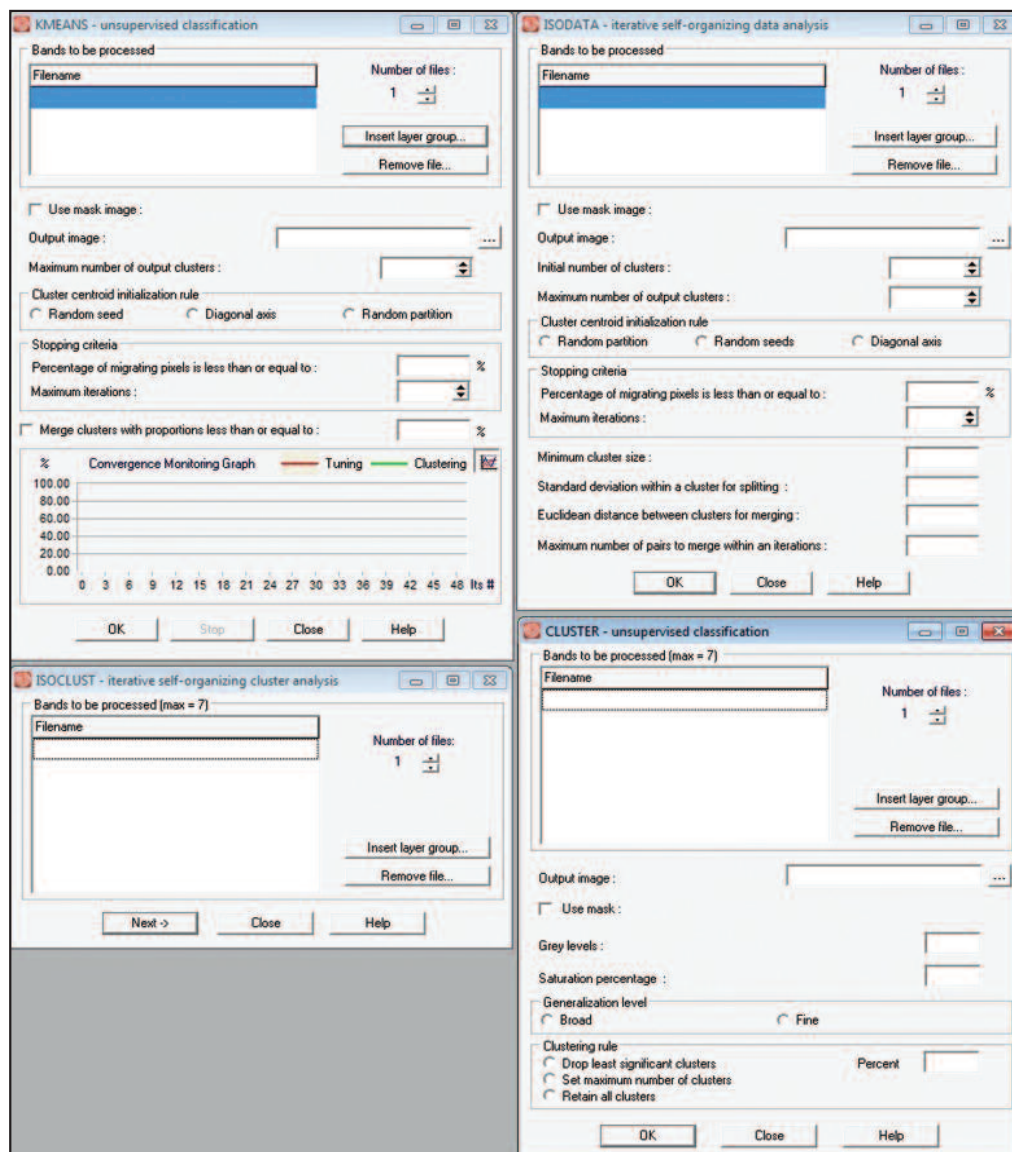 KMEANS - unsupervised classification
Bands to be processed
Filename
Number of files :
1
Insert layer group...
Remove file...
Use mask image :
Output image :
...
Maximum number of output clusters :
Cluster centroid initialization rule
Random seed Diagonal axis Random partition
Stopping criteria
Percentage of migrating pixels is less than or equal to : %
Maximum iterations :
Merge clusters with proportions less than or equal to : %
% Convergence Monitoring Graph Tuning Clustering
100.00
80.00
60.00
40.00
20.00
0.00
0 3 6 9 12 15 18 21 24 27 30 33 36 39 42 45 48 Its #
OK Stop Close Help
ISODATA - iterative self-organizing data analysis
Bands to be processed
Filename
Number of files :
1
Insert layer group...
Remove file...
Use mask image :
Output image :
...
Initial number of clusters :
Maximum number of output clusters :
Cluster centroid initialization rule
Random partition Random seeds Diagonal axis
Stopping criteria
Percentage of migrating pixels is less than or equal to : %
Maximum iterations :
Minimum cluster size :
Standard deviation within a cluster for splitting :
Euclidean distance between clusters for merging :
Maximum number of pairs to merge within an iterations :
OK Close Help
ISOCLUST - iterative self-organizing cluster analysis
Bands to be processed (max = 7)
Filename
Number of files:
1
Insert layer group...
Remove file...
Next -> Close Help
CLUSTER - unsupervised classification
Bands to be processed (max = 7)
Filename
Number of files :
1
Insert layer group...
Remove file...
Output image :
...
Use mask :
Grey levels :
Saturation percentage :
Generalization level
Broad Fine
Clustering rule
Drop least significant clusters Percent
Set maximum number of clusters
Retain all clusters
OK Close Help